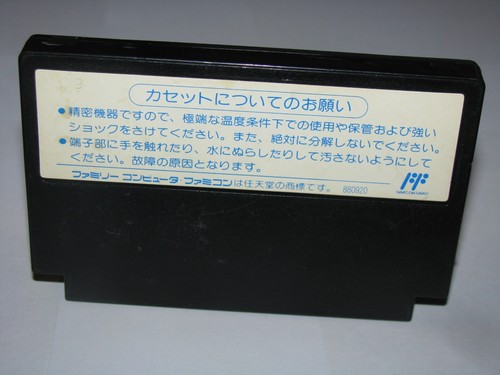 カセットについてのお願い
●精密機器ですので、極端な温度条件下での使用や保管および強い
ショックをさけてください。また、絶対に分解しないでください。
●端子部に手を触れたり、水にぬらしたりして汚さないようにして
ください。故障の原因となります。
ファミリーコンピュータ・ファミコンは任天堂の商標です。 880920